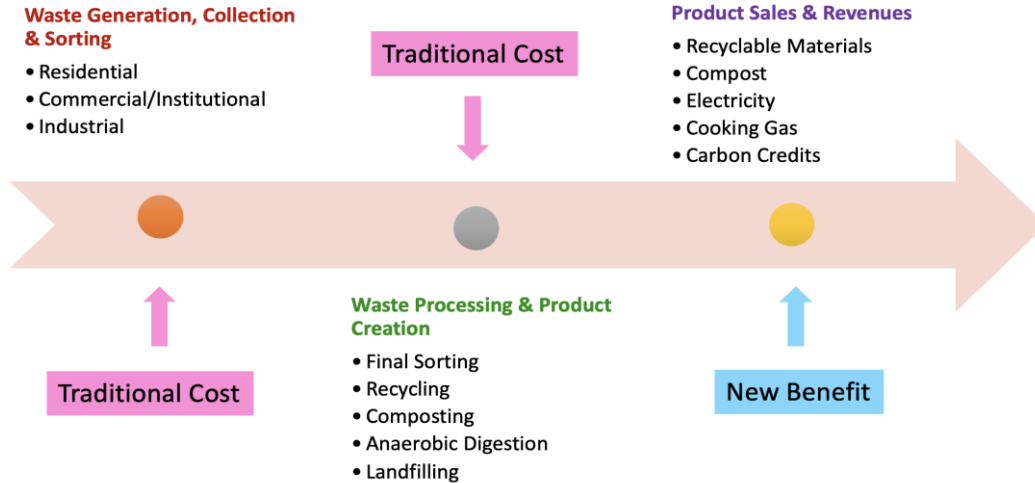 Waste Generation, Collection
& Sorting
• Residential
• Commercial/Institutional
• Industrial
Traditional Cost
Product Sales & Revenues
• Recyclable Materials
• Compost
• Electricity
• Cooking Gas
• Carbon Credits
Traditional Cost
Waste Processing & Product
Creation
• Final Sorting
• Recycling
• Composting
• Anaerobic Digestion
• Landfilling
New Benefit